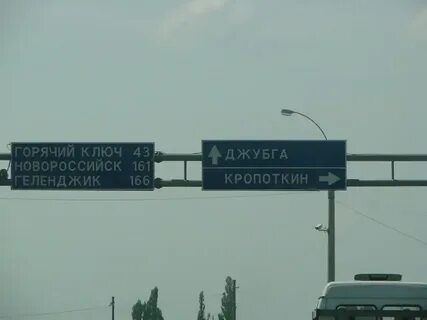 ГОРЯЧИЙ КЛЮЧ 43
НОВОРОССИЙСК 161
ГЕЛЕНДЖИК 166
ДЖУБГА
КРОПОТКИН